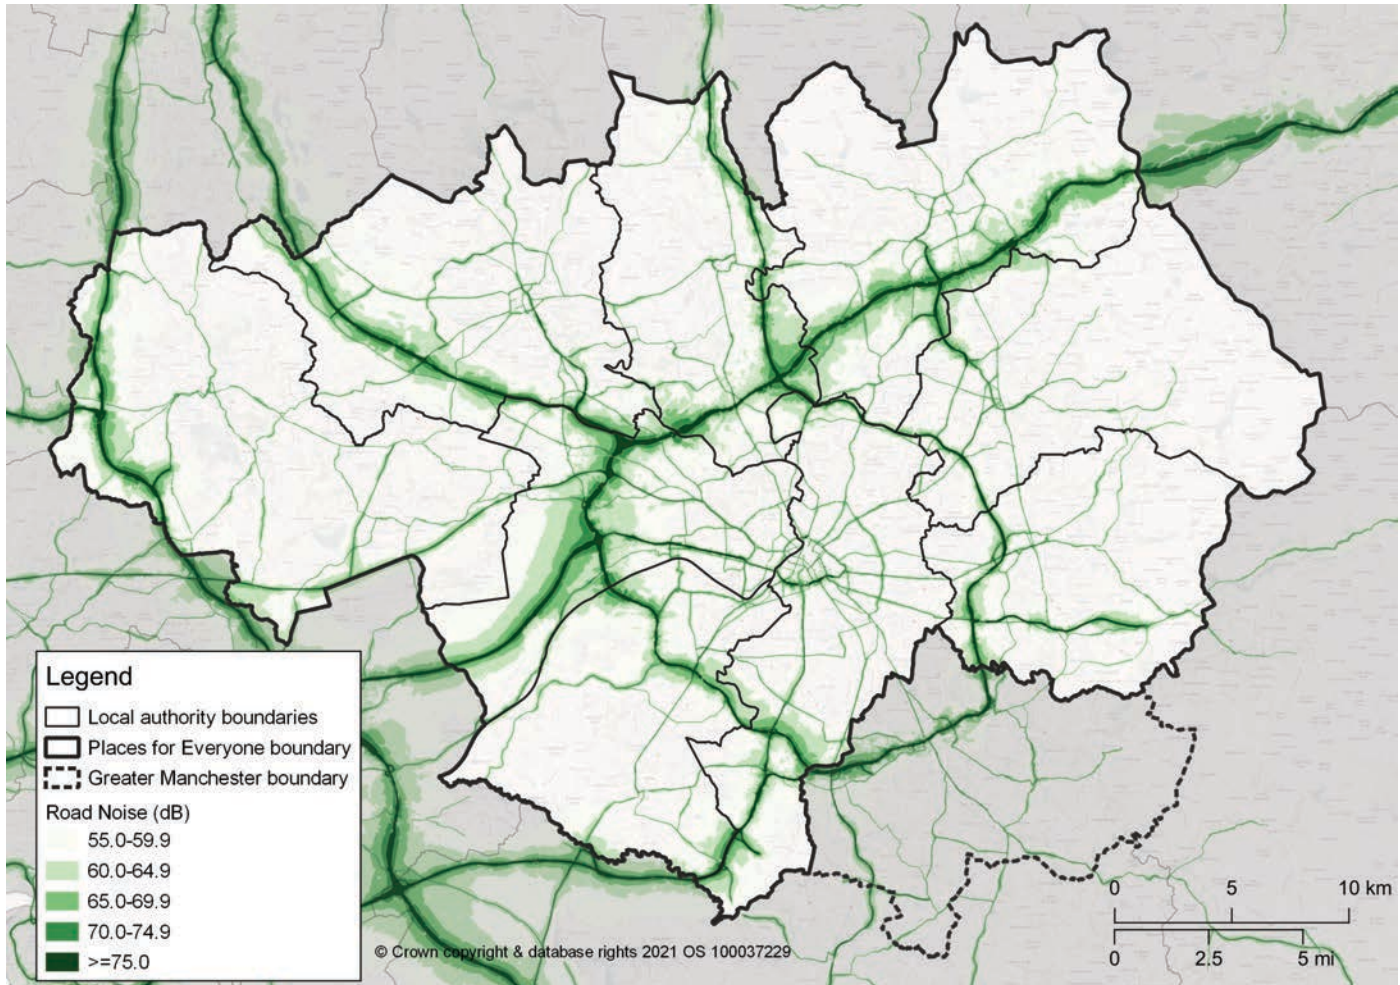 Legend
Local authority boundaries
Places for Everyone boundary
Greater Manchester boundary
Road Noise (dB)
55.0-59.9
60.0-64.9
65.0-69.9
70.0-74.9
>=75.0
© Crown copyright & database rights 2021 OS 100037229
0 5 10 km
0 2.5 5 mi